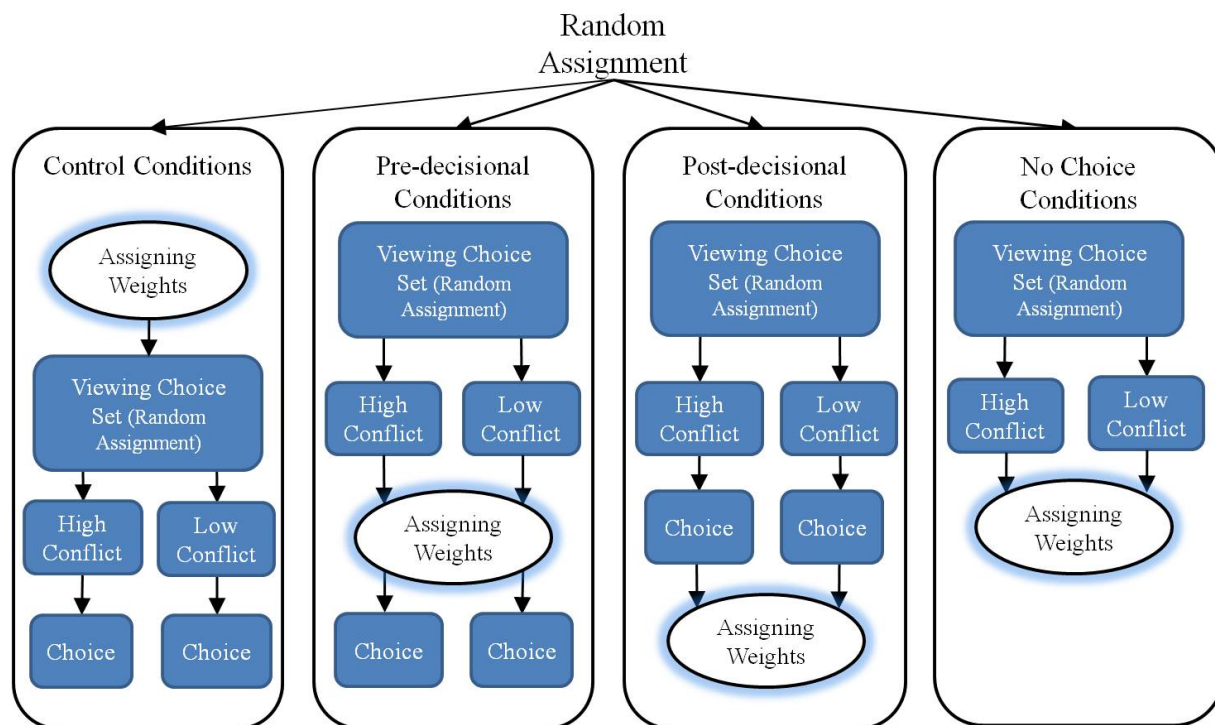 Random
Assignment
Control Conditions
Assigning
Weights
Viewing Choice
Set (Random
Assignment)
High
Conflict
Low
Conflict
Choice
Choice
Pre-decisional
Conditions
Viewing Choice
Set (Random
Assignment)
High
Conflict
Low
Conflict
Assigning
Weights
Choice
Choice
Post-decisional
Conditions
Viewing Choice
Set (Random
Assignment)
High
Conflict
Low
Conflict
Choice
Choice
Assigning
Weights
No Choice
Conditions
Viewing Choice
Set (Random
Assignment)
High
Conflict
Low
Conflict
Assigning
Weights